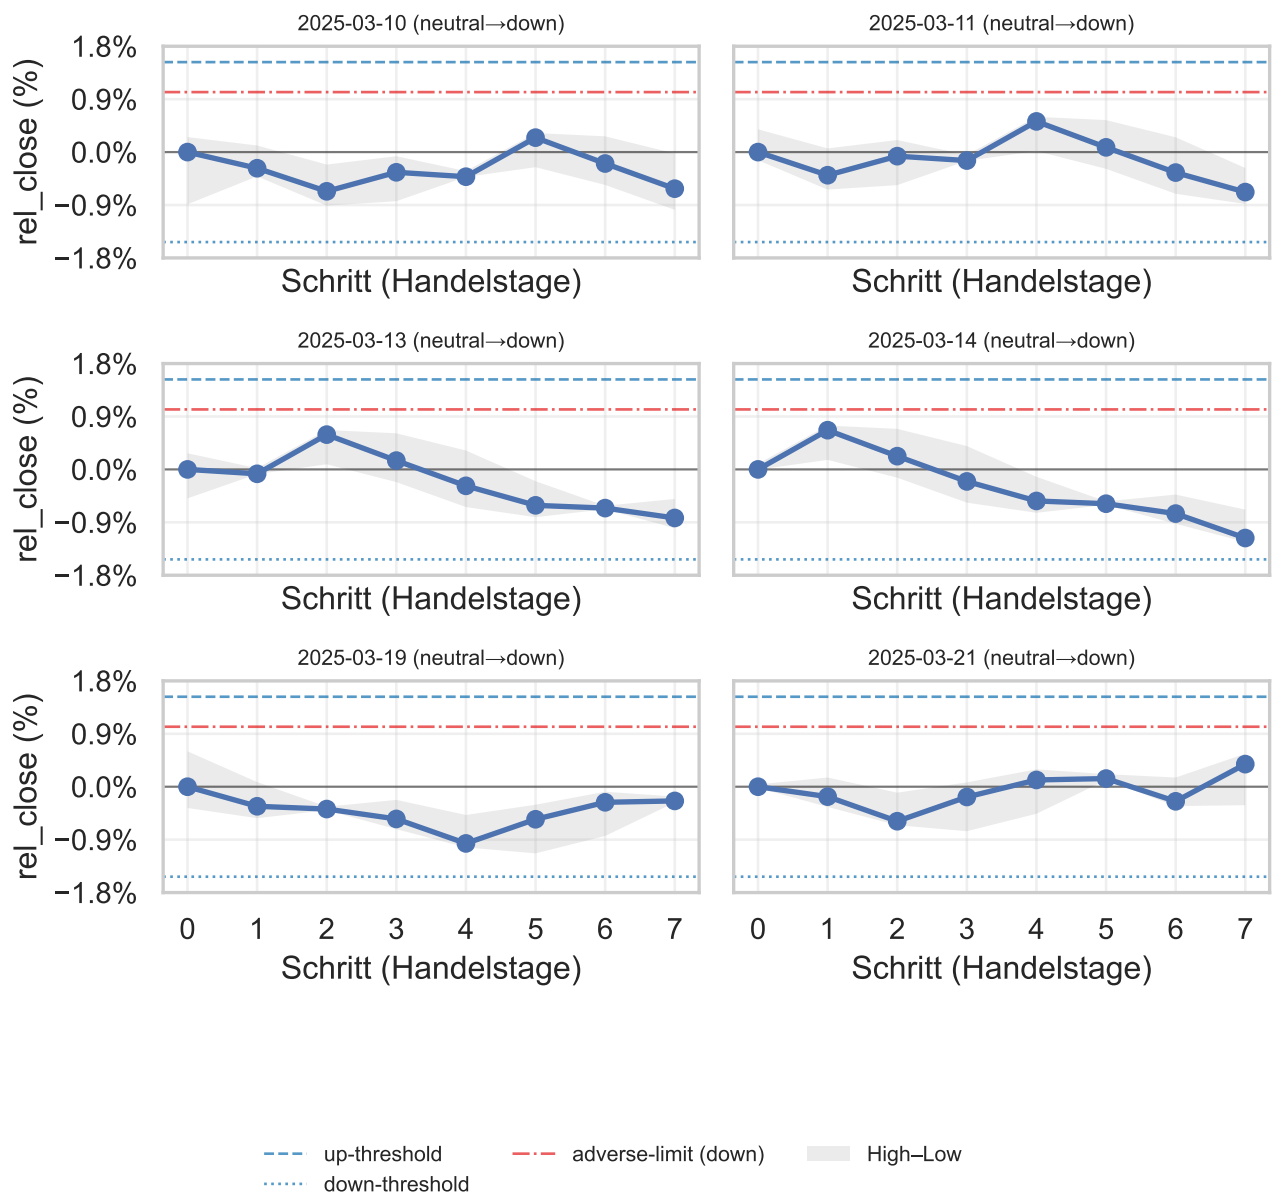 2025-03-10 (neutral→down)
2025-03-11 (neutral→down)
rel_close (%)
1.8%
0.9%
0.0%
−0.9%
−1.8%
Schritt (Handelstage)
Schritt (Handelstage)
2025-03-13 (neutral→down)
2025-03-14 (neutral→down)
rel_close (%)
1.8%
0.9%
0.0%
−0.9%
−1.8%
Schritt (Handelstage)
Schritt (Handelstage)
2025-03-19 (neutral→down)
2025-03-21 (neutral→down)
rel_close (%)
1.8%
0.9%
0.0%
−0.9%
−1.8%
0 1 2 3 4 5 6 7
0 1 2 3 4 5 6 7
Schritt (Handelstage)
Schritt (Handelstage)
up-threshold
adverse-limit (down)
High–Low
down-threshold